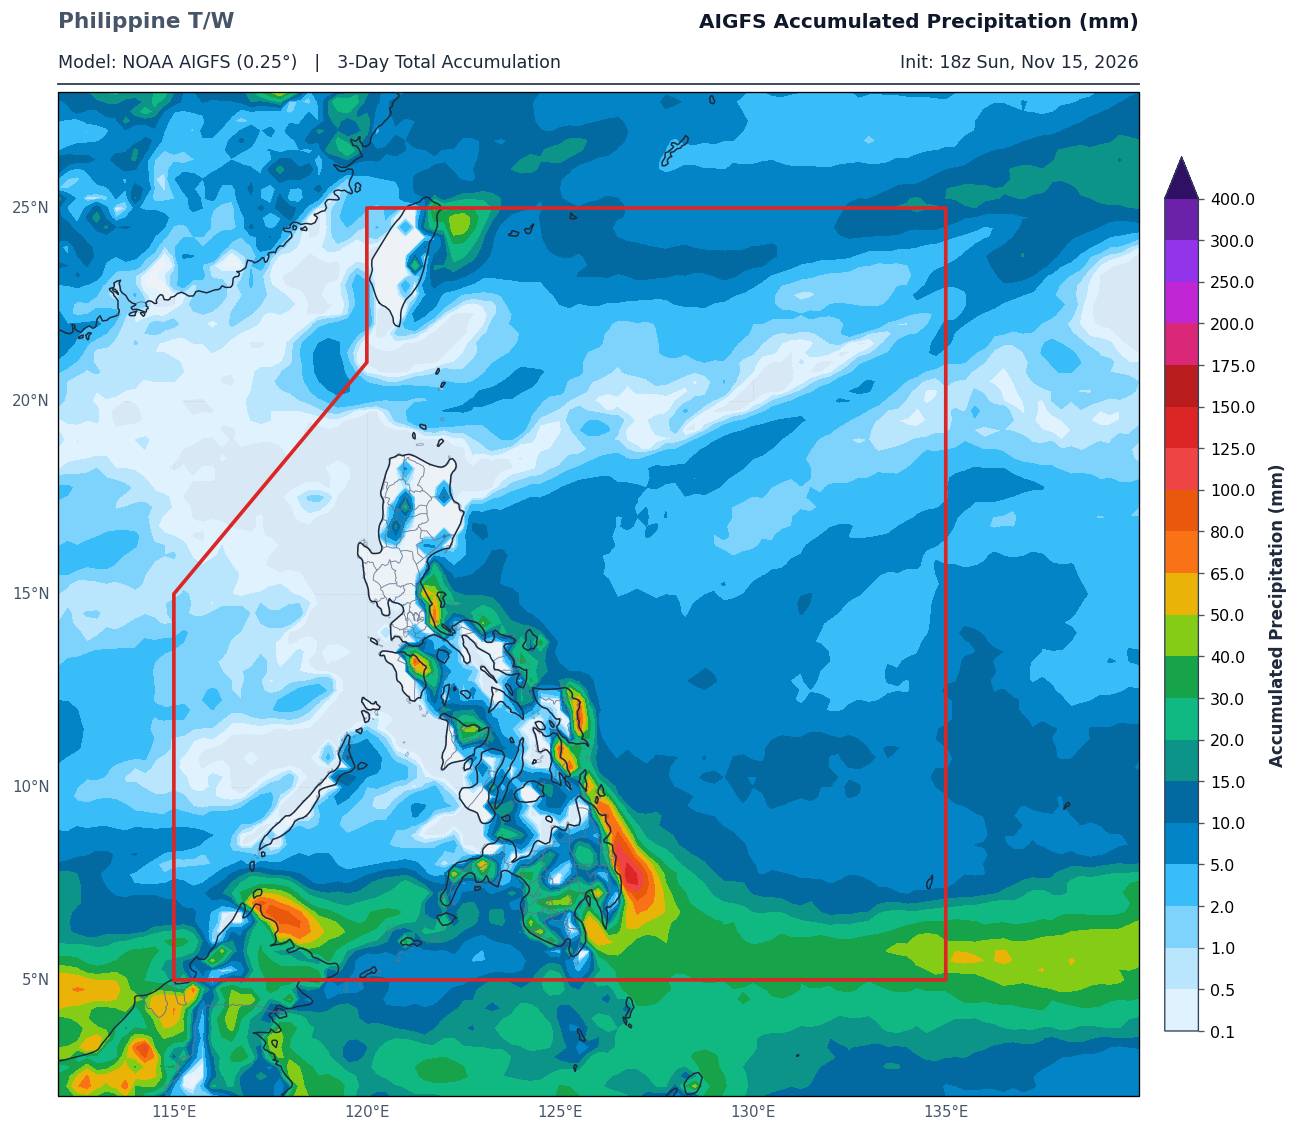 Philippine T/W
AIGFS Accumulated Precipitation (mm)
Model: NOAA AIGFS (0.25°)   |   3-Day Total Accumulation
Init: 18z Sun, Nov 15, 2026
25°N
20°N
15°N
10°N
5°N
115°E
120°E
125°E
130°E
135°E
400.0
300.0
250.0
200.0
175.0
150.0
125.0
100.0
80.0
65.0
50.0
40.0
30.0
20.0
15.0
10.0
5.0
2.0
1.0
0.5
0.1
Accumulated Precipitation (mm)